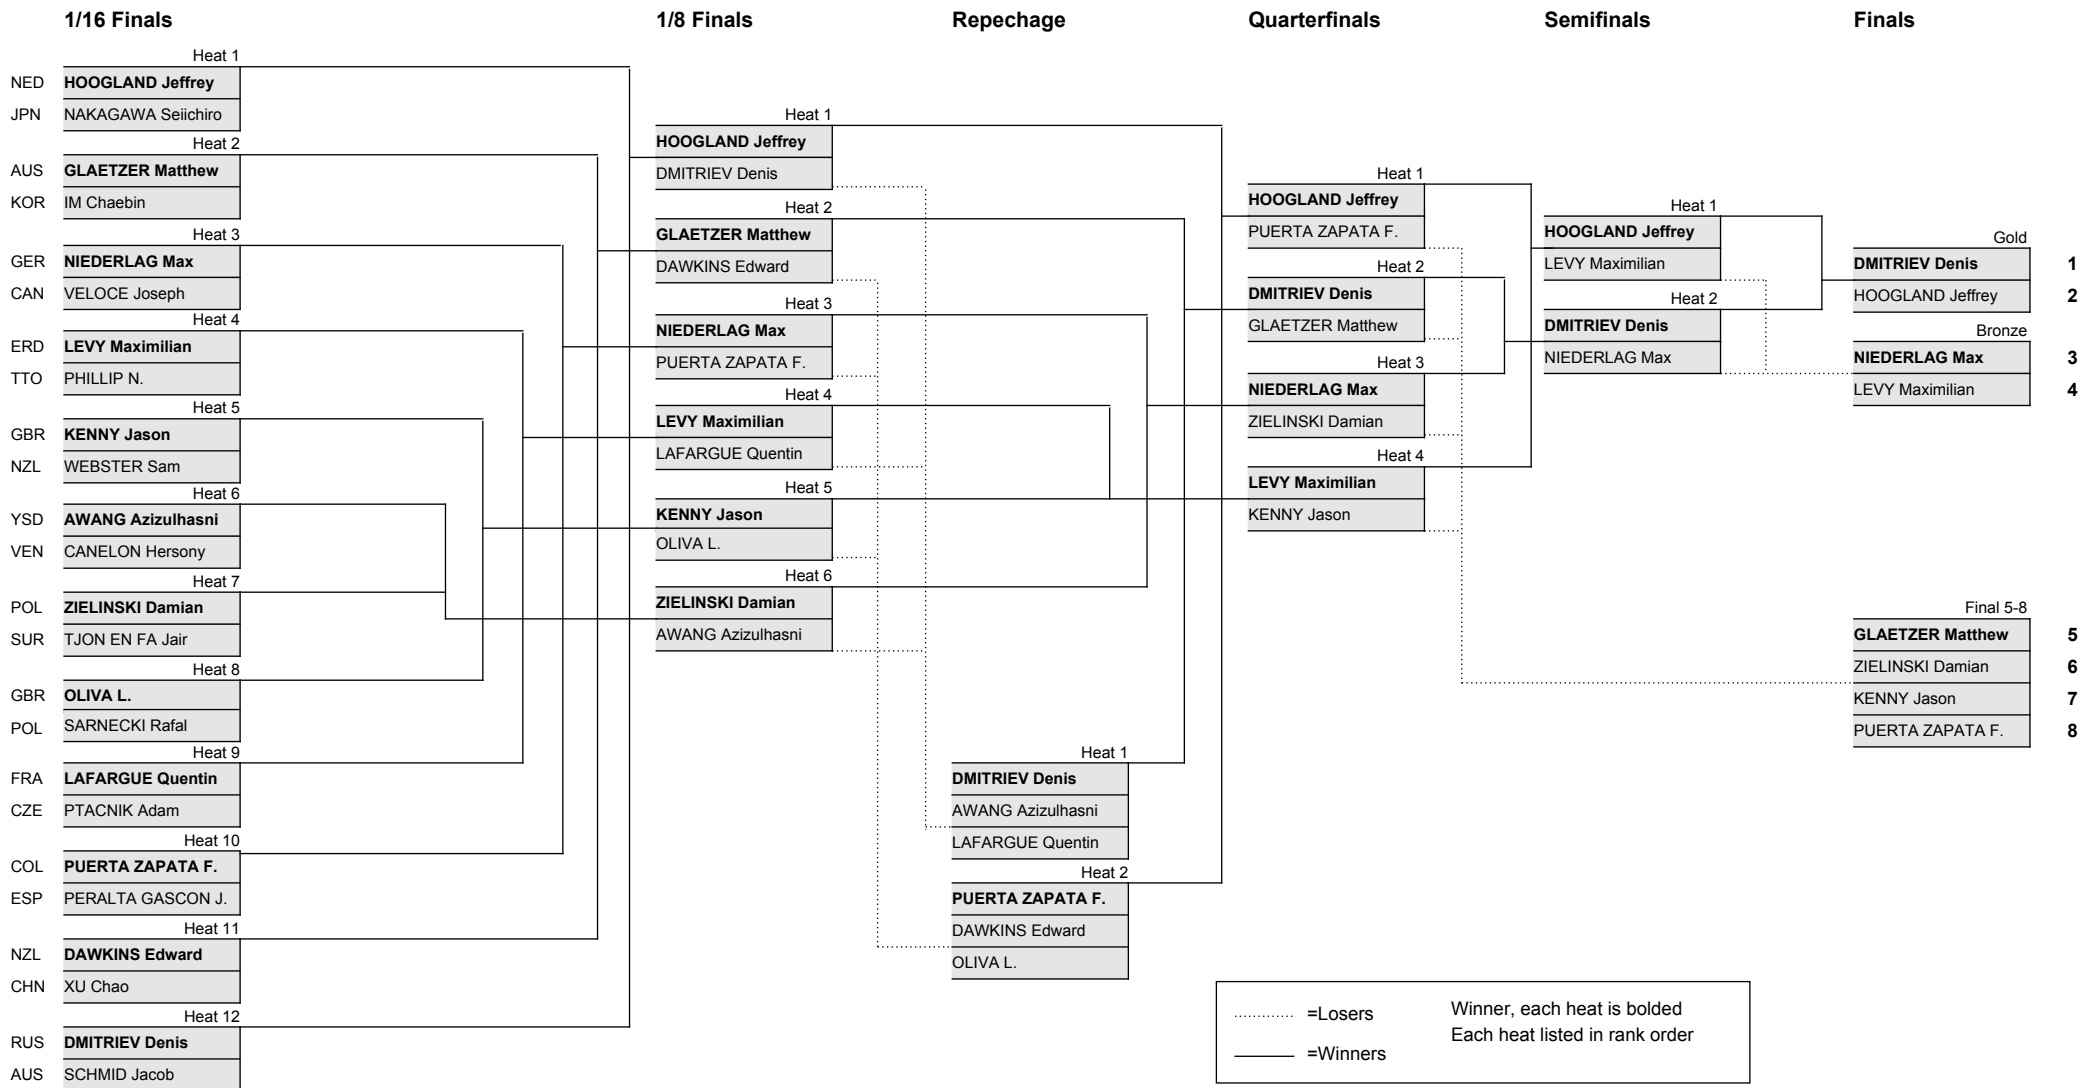 1/16 Finals
1/8 Finals
Repechage
Quarterfinals
Semifinals
Finals
Heat 1
NED HOOGLAND Jeffrey
JPN NAKAGAWA Seiichiro
Heat 2
AUS GLAETZER Matthew
KOR IM Chaebin
Heat 3
GER NIEDERLAG Max
CAN VELOCE Joseph
Heat 4
ERD LEVY Maximilian
TTO PHILLIP N.
Heat 5
GBR KENNY Jason
NZL WEBSTER Sam
Heat 6
YSD AWANG Azizulhasni
VEN CANELON Hersony
Heat 7
POL ZIELINSKI Damian
SUR TJON EN FA Jair
Heat 8
GBR OLIVA L.
POL SARNECKI Rafal
Heat 9
FRA LAFARGUE Quentin
CZE PTACNIK Adam
Heat 10
COL PUERTA ZAPATA F.
ESP PERALTA GASCON J.
Heat 11
NZL DAWKINS Edward
CHN XU Chao
Heat 12
RUS DMITRIEV Denis
AUS SCHMID Jacob
Heat 1
HOOGLAND Jeffrey
DMITRIEV Denis
Heat 2
GLAETZER Matthew
DAWKINS Edward
Heat 3
NIEDERLAG Max
PUERTA ZAPATA F.
Heat 4
LEVY Maximilian
LAFARGUE Quentin
Heat 5
KENNY Jason
OLIVA L.
Heat 6
ZIELINSKI Damian
AWANG Azizulhasni
Heat 1
DMITRIEV Denis
AWANG Azizulhasni
LAFARGUE Quentin
Heat 2
PUERTA ZAPATA F.
DAWKINS Edward
OLIVA L.
Heat 1
HOOGLAND Jeffrey
PUERTA ZAPATA F.
Heat 2
DMITRIEV Denis
GLAETZER Matthew
Heat 3
NIEDERLAG Max
ZIELINSKI Damian
Heat 4
LEVY Maximilian
KENNY Jason
Heat 1
HOOGLAND Jeffrey
LEVY Maximilian
Heat 2
DMITRIEV Denis
NIEDERLAG Max
Gold
DMITRIEV Denis 1
HOOGLAND Jeffrey 2
Bronze
NIEDERLAG Max 3
LEVY Maximilian 4
Final 5-8
GLAETZER Matthew 5
ZIELINSKI Damian 6
KENNY Jason 7
PUERTA ZAPATA F. 8
=Losers
=Winners
Winner, each heat is bolded
Each heat listed in rank order